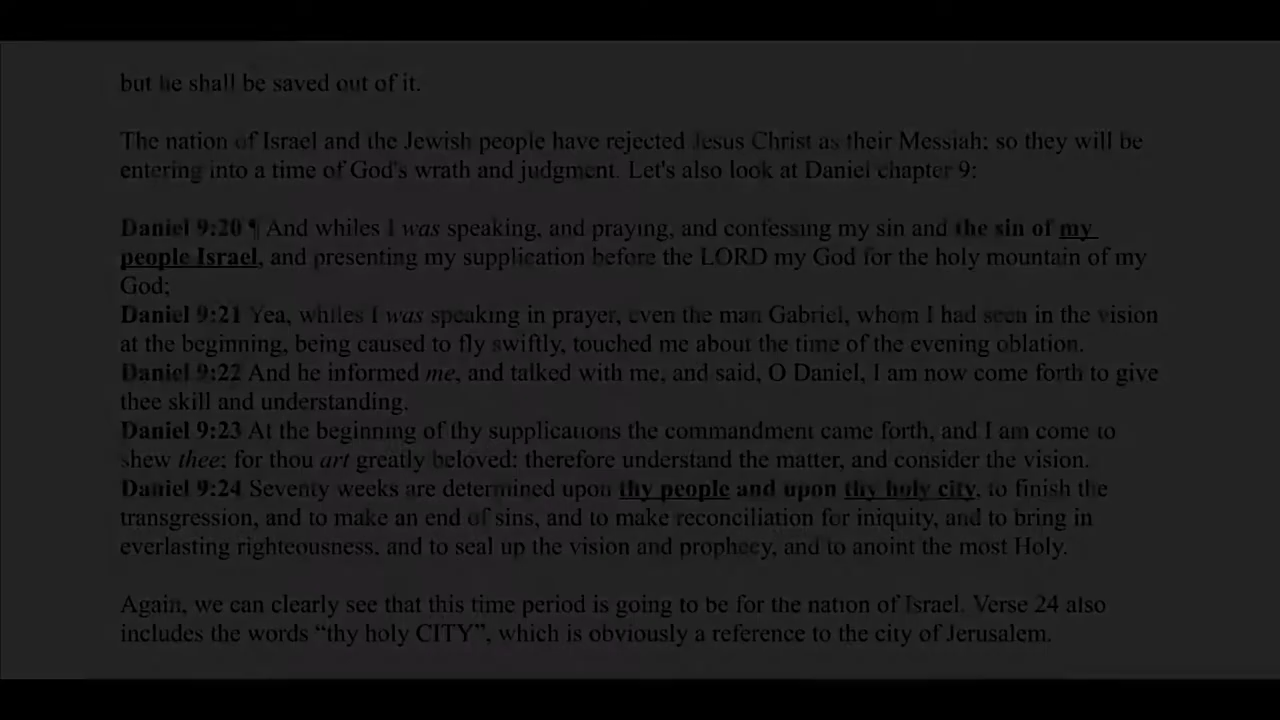 but he shall be saved out of it.
The nation of Israel and the Jewish people have rejected Jesus Christ as their Messiah; so they will be
entering into a time of God's wrath and judgment. Let's also look at Daniel chapter 9:
Daniel 9:20 ¶ And whiles I was speaking, and praying, and confessing my sin and the sin of my
people Israel, and presenting my supplication before the LORD my God for the holy mountain of my
God;
Daniel 9:21 Yea, whiles I was speaking in prayer, even the man Gabriel, whom I had seen in the vision
at the beginning, being caused to fly swiftly, touched me about the time of the evening oblation.
Daniel 9:22 And he informed me, and talked with me, and said, O Daniel, I am now come forth to give
thee skill and understanding.
Daniel 9:23 At the beginning of thy supplications the commandment came forth, and I am come to
shew thee; for thou art greatly beloved: therefore understand the matter, and consider the vision.
Daniel 9:24 Seventy weeks are determined upon thy people and upon thy holy city, to finish the
transgression, and to make an end of sins, and to make reconciliation for iniquity, and to bring in
everlasting righteousness, and to seal up the vision and prophecy, and to anoint the most Holy.
Again, we can clearly see that this time period is going to be for the nation of Israel. Verse 24 also
includes the words “thy holy CITY”, which is obviously a reference to the city of Jerusalem.